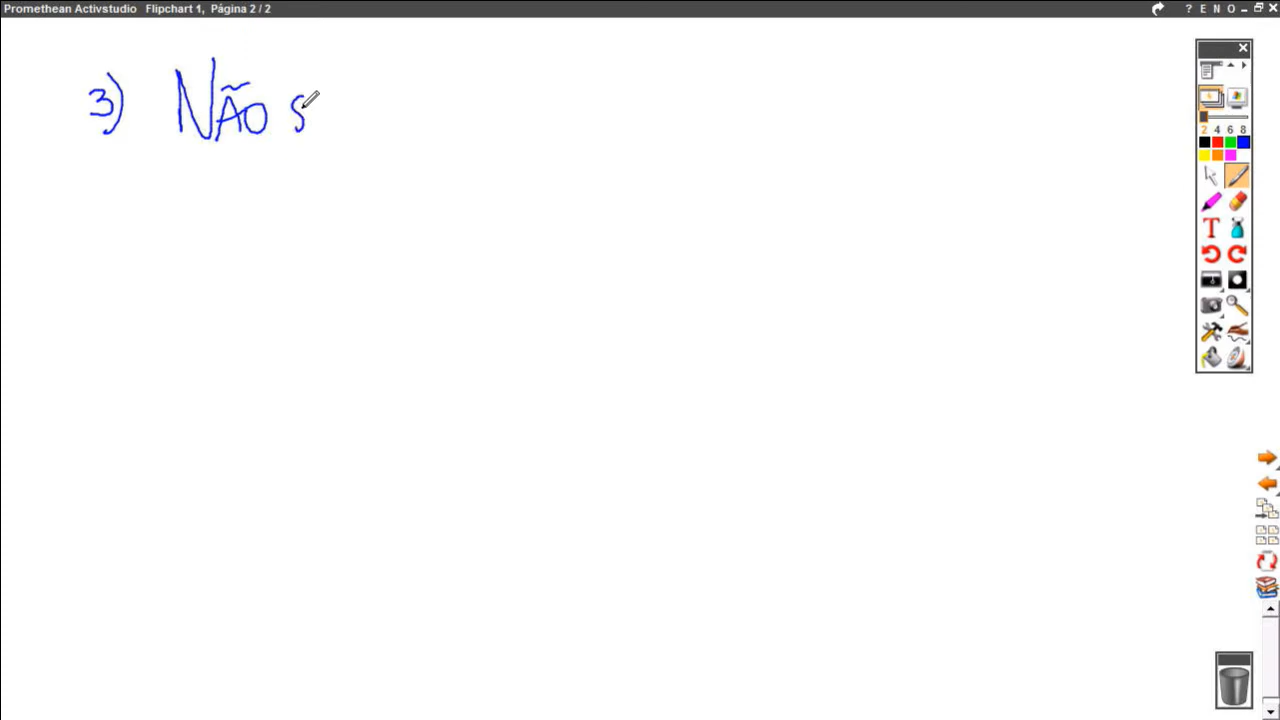 Promethean Activstudio Flipchart 1, Página 2 / 2 ? E N O
3) NÃO S
2 4 6 8
T